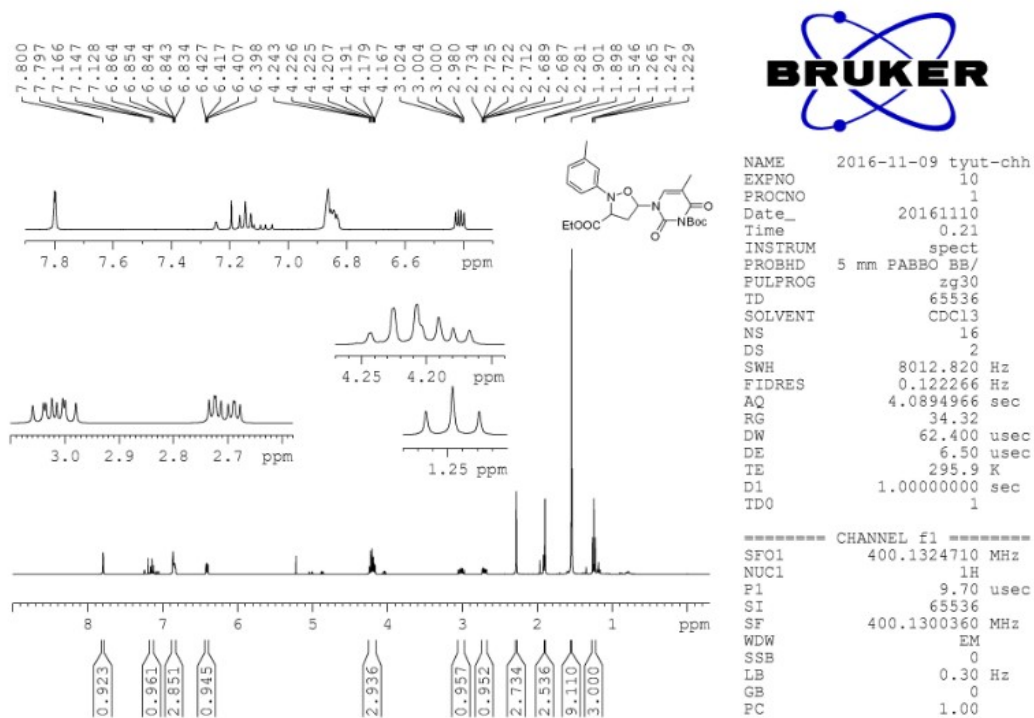 7.800
7.797
7.166
7.147
7.128
6.864
6.854
6.844
6.843
6.834
6.427
6.417
6.407
6.398
4.243
4.226
4.225
4.207
4.191
4.179
4.167
3.024
3.004
3.000
2.980
2.734
2.725
2.722
2.712
2.689
2.687
2.281
1.901
1.898
1.546
1.265
1.247
1.229
BRUKER
NAME 2016-11-09 tyut-chh
EXPNO 10
PROCNO 1
Date_ 20161110
Time 0.21
INSTRUM spect
PROBHD 5 mm PABBO BB/
PULPROG zg30
TD 65536
SOLVENT CDCl3
NS 16
DS 2
SWH 8012.820 Hz
FIDRES 0.122266 Hz
AQ 4.0894966 sec
RG 34.32
DW 62.400 usec
DE 6.50 usec
TE 295.9 K
D1 1.00000000 sec
TD0 1
======== CHANNEL f1 ========
SFO1 400.1324710 MHz
NUC1 1H
P1 9.70 usec
SI 65536
SF 400.1300360 MHz
WDW EM
SSB 0
LB 0.30 Hz
GB 0
PC 1.00
N O
N
O
NBoc
O
EtOOC
7.8 7.6 7.4 7.2 7.0 6.8 6.6 ppm
4.25 4.20 ppm
3.0 2.9 2.8 2.7 ppm
1.25 ppm
8 7 6 5 4 3 2 1 ppm
0.923
0.961
2.851
0.945
2.936
0.957
0.952
2.734
2.536
9.110
3.000